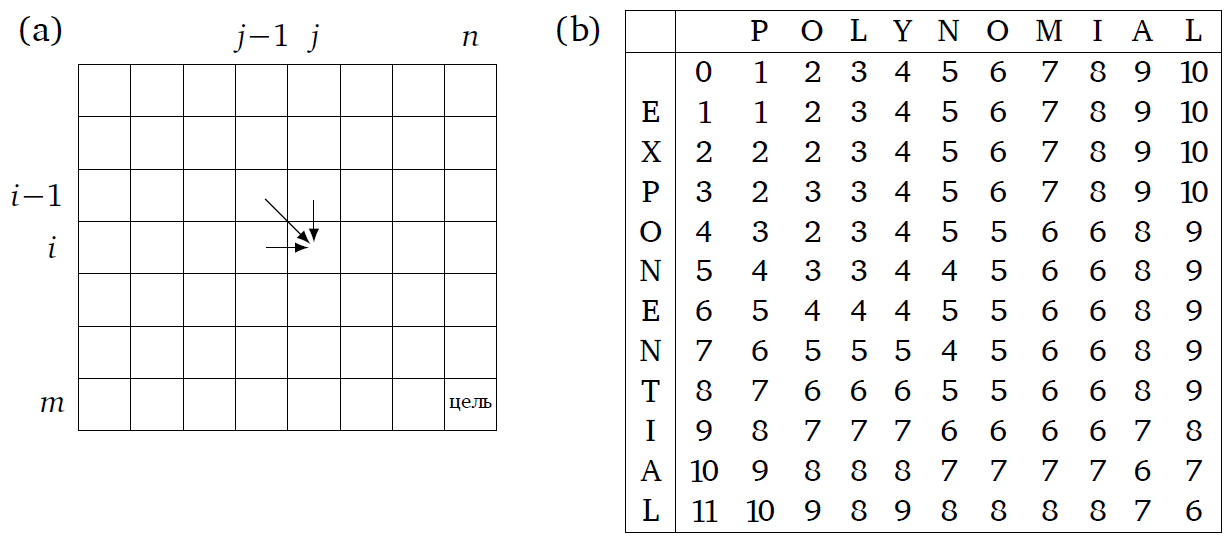 (a)
j−1 j n
i−1
i
m
цель
(b)
P O L Y N O M I A L
0 1 2 3 4 5 6 7 8 9 10
E 1 1 2 3 4 5 6 7 8 9 10
X 2 2 2 3 4 5 6 7 8 9 10
P 3 2 3 3 4 5 6 7 8 9 10
O 4 3 2 3 4 5 5 6 6 8 9
N 5 4 3 3 4 4 5 6 6 8 9
E 6 5 4 4 4 5 5 6 6 8 9
N 7 6 5 5 5 4 5 6 6 8 9
T 8 7 6 6 6 5 5 6 6 8 9
I 9 8 7 7 7 6 6 6 6 7 8
A 10 9 8 8 8 7 7 7 7 6 7
L 11 10 9 8 9 8 8 8 8 7 6